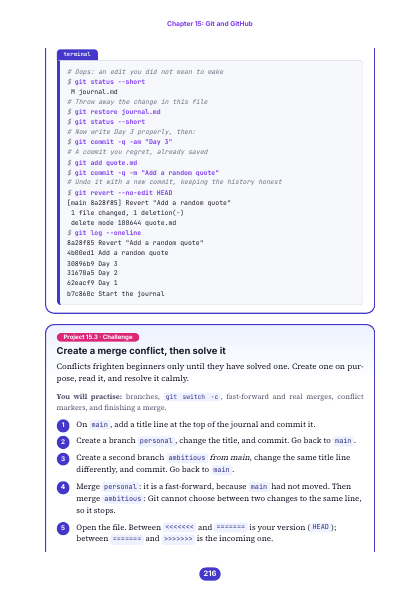 Chapter 15: Git and GitHub
terminal
# Oops: an edit you did not mean to make
$ git status --short
 M journal.md
# Throw away the change in this file
$ git restore journal.md
$ git status --short
# Now write Day 3 properly, then:
$ git commit -q -am "Day 3"
# A commit you regret, already saved
$ git add quote.md
$ git commit -q -m "Add a random quote"
# Undo it with a new commit, keeping the history honest
$ git revert --no-edit HEAD
[main 8a28f85] Revert "Add a random quote"
 1 file changed, 1 deletion(-)
 delete mode 100644 quote.md
$ git log --oneline
8a28f85 Revert "Add a random quote"
4b00ed1 Add a random quote
30896b9 Day 3
31670a5 Day 2
62eacf9 Day 1
b7c860c Start the journal
Project 15.3 · Challenge
Create a merge conflict, then solve it
Conflicts frighten beginners only until they have solved one. Create one on pur-
pose, read it, and resolve it calmly.
You will practise: branches, git switch -c, fast-forward and real merges, conflict
markers, and finishing a merge.
1 On main, add a title line at the top of the journal and commit it.
2 Create a branch personal, change the title, and commit. Go back to main.
3 Create a second branch ambitious from main, change the same title line
differently, and commit. Go back to main.
4 Merge personal: it is a fast-forward, because main had not moved. Then
merge ambitious: Git cannot choose between two changes to the same line,
so it stops.
5 Open the file. Between <<<<<<< and ======= is your version (HEAD);
between ======= and >>>>>>> is the incoming one.
216